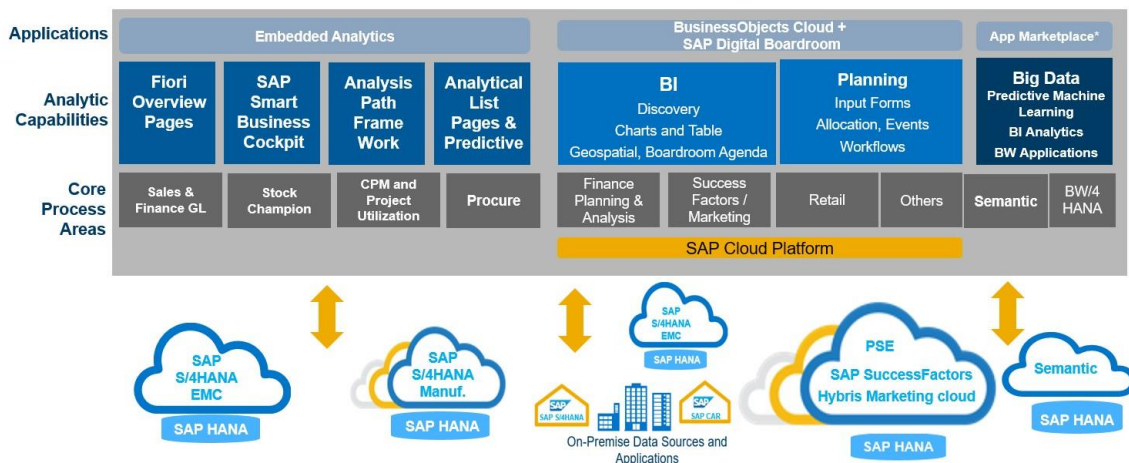 Applications
Embedded Analytics
BusinessObjects Cloud +
SAP Digital Boardroom
App Marketplace*
Analytic
Capabilities
Fiori
Overview
Pages
SAP
Smart
Business
Cockpit
Analysis
Path
Frame
Work
Analytical
List
Pages &
Predictive
BI
Discovery
Charts and Table
Geospatial, Boardroom Agenda
Planning
Input Forms
Allocation, Events
Workflows
Big Data
Predictive Machine
Learning
BI Analytics
BW Applications
Core
Process
Areas
Sales &
Finance GL
Stock
Champion
CPM and
Project
Utilization
Procure
Finance
Planning &
Analysis
Success
Factors /
Marketing
Retail
Others
Semantic
BW/4
HANA
SAP Cloud Platform
SAP
S/4HANA
EMC
SAP HANA
SAP
S/4HANA
Manuf.
SAP HANA
SAP
S/4HANA
EMC
SAP HANA
SAP
SAP S/4HANA
SAP
SAP CAR
On-Premise Data Sources and
Applications
PSE
SAP SuccessFactors
Hybris Marketing cloud
SAP HANA
Semantic
SAP HANA